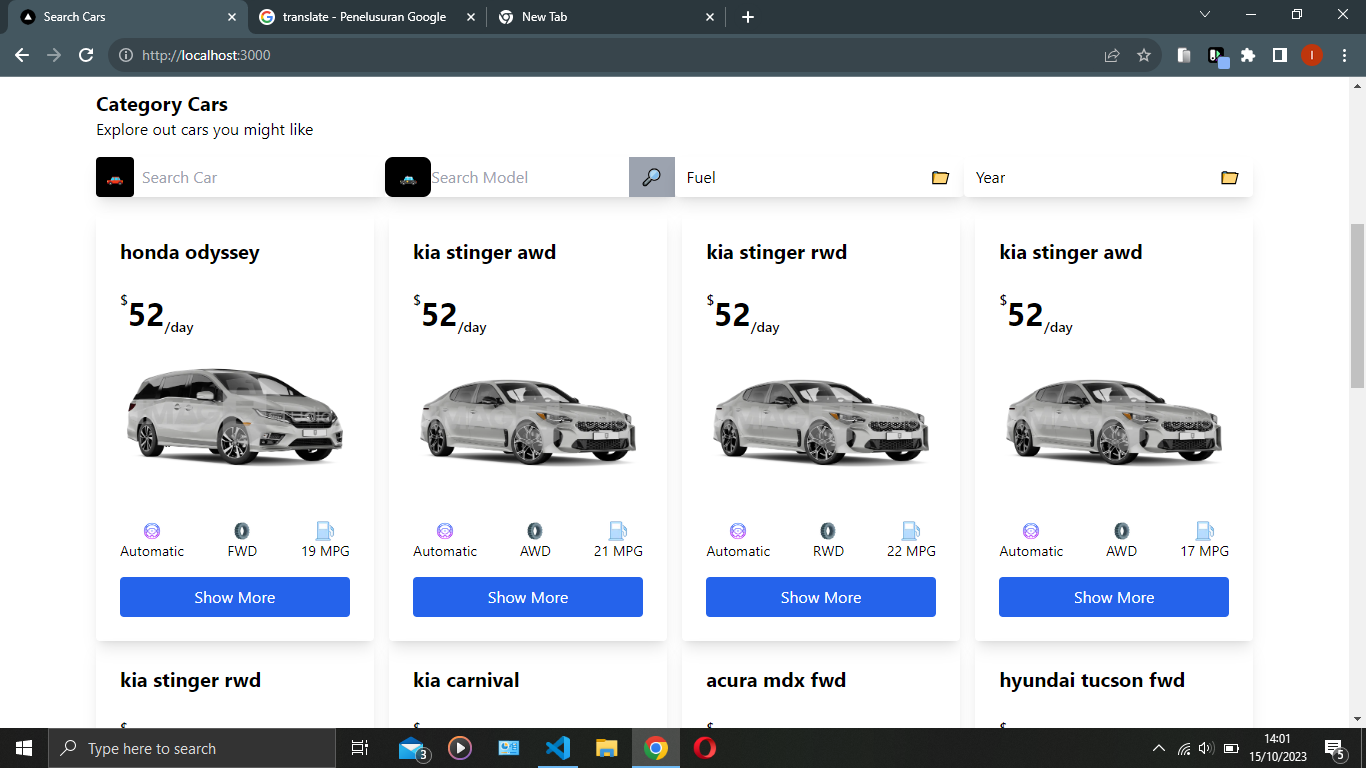 Search Cars
translate - Penelusuran Google
New Tab
http://localhost:3000
I
Category Cars
Explore out cars you might like
Search Car
Search Model
Fuel
Year
honda odyssey
$52/day
Automatic
FWD
19 MPG
Show More
kia stinger awd
$52/day
Automatic
AWD
21 MPG
Show More
kia stinger rwd
$52/day
Automatic
RWD
22 MPG
Show More
kia stinger awd
$52/day
Automatic
AWD
17 MPG
Show More
kia stinger rwd
$
kia carnival
$
acura mdx fwd
$
hyundai tucson fwd
$
Type here to search
3
14:01
15/10/2023
5